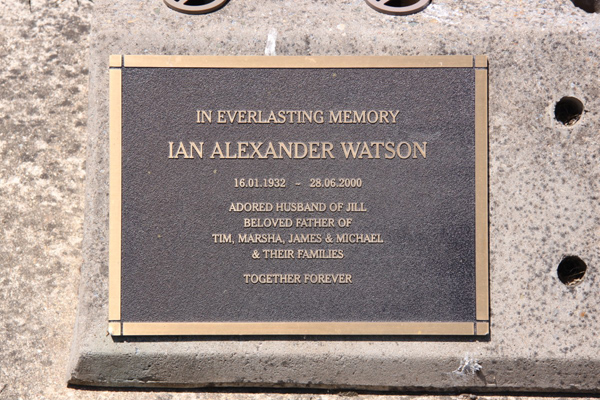 IN EVERLASTING MEMORY
IAN ALEXANDER WATSON
16.01.1932 - 28.06.2000
ADORED HUSBAND OF JILL
BELOVED FATHER OF
TIM, MARSHA, JAMES & MICHAEL
& THEIR FAMILIES
TOGETHER FOREVER